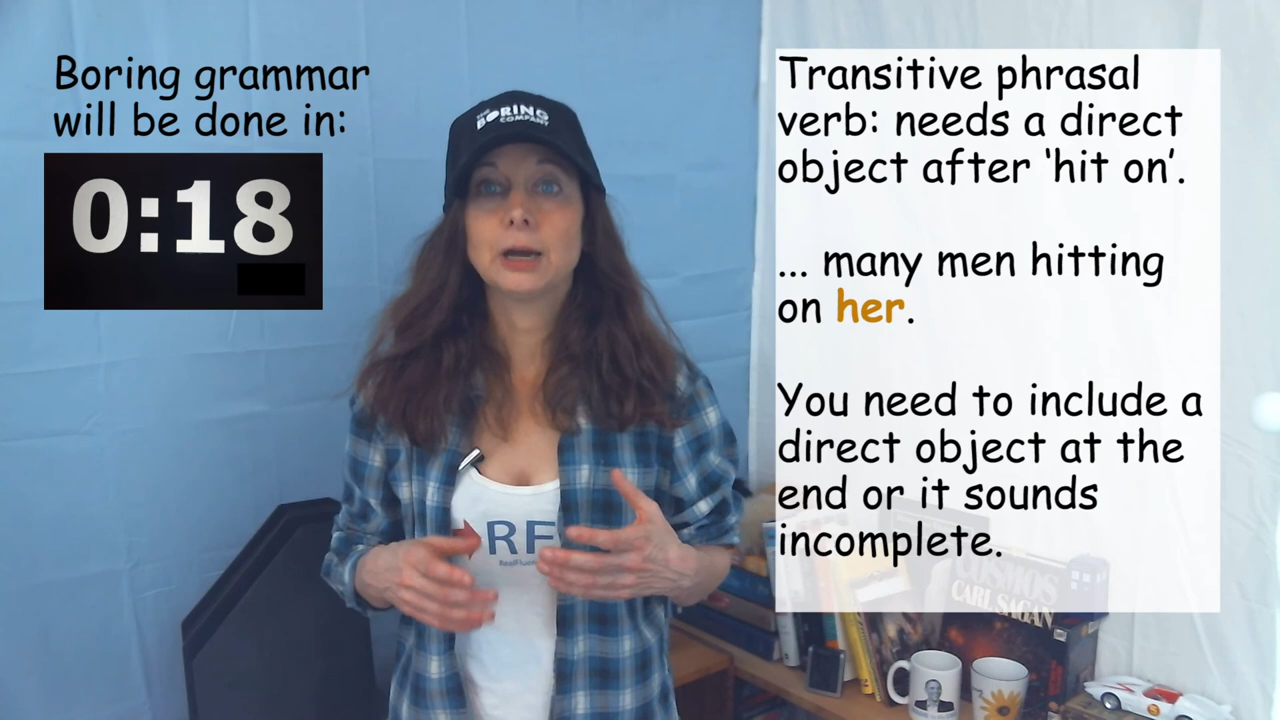 Boring grammar
will be done in:
0:18
THE
BORING
COMPANY
RF
Transitive phrasal
verb: needs a direct
object after ‘hit on’.
... many men hitting
on her.
You need to include a
direct object at the
end or it sounds
incomplete.
COSMOS
CARL SAGAN